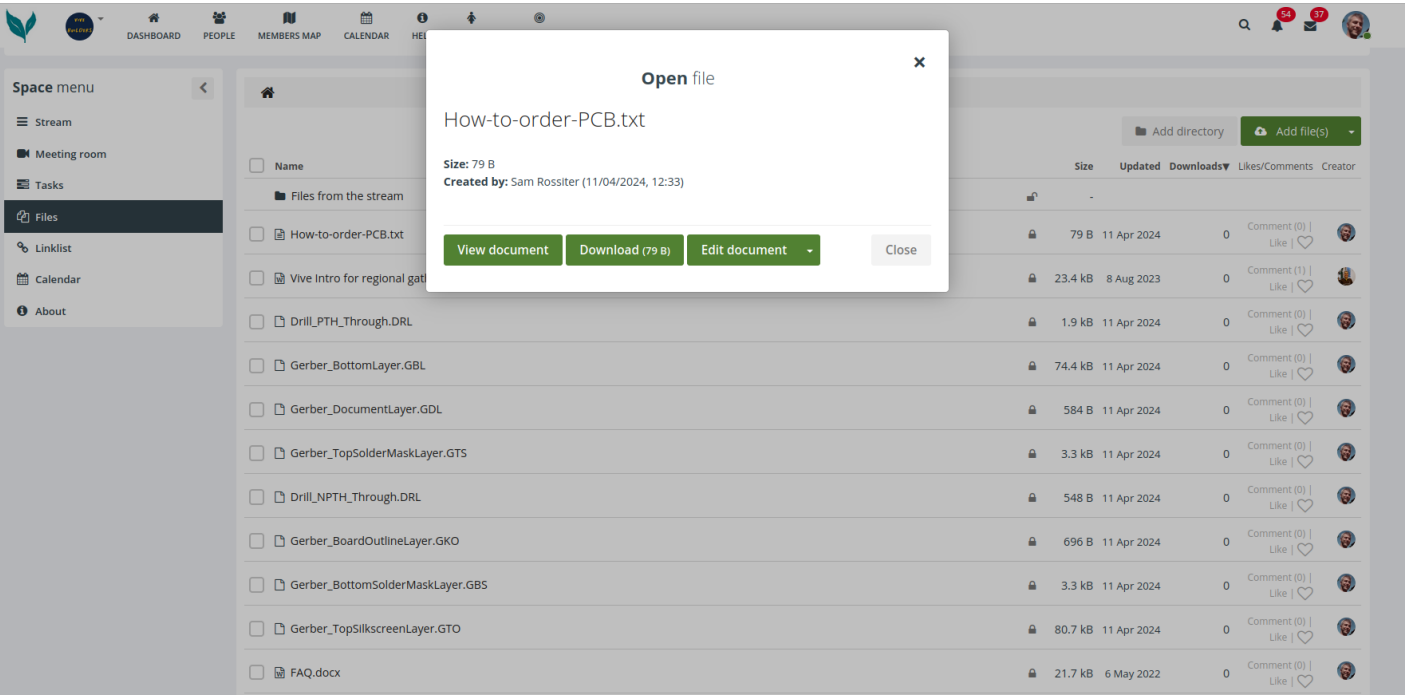 DASHBOARD
PEOPLE
MEMBERS MAP
CALENDAR
54
37
Space menu
Stream
Meeting room
Tasks
Files
Linklist
Calendar
About
Open file
How-to-order-PCB.txt
Size: 79 B
Created by: Sam Rossiter (11/04/2024, 12:33)
View document
Download (79 B)
Edit document
Close
Add directory
Add file(s)
Name Size Updated Downloads▼ Likes/Comments Creator
Files from the stream -
How-to-order-PCB.txt 79 B 11 Apr 2024 0 Comment (0) |
Like |
Vive Intro for regional 23.4 kB 8 Aug 2023 0 Comment (1) |
Like |
Drill_PTH_Through.DRL 1.9 kB 11 Apr 2024 0 Comment (0) |
Like |
Gerber_BottomLayer.GBL 74.4 kB 11 Apr 2024 0 Comment (0) |
Like |
Gerber_DocumentLayer.GDL 584 B 11 Apr 2024 0 Comment (0) |
Like |
Gerber_TopSolderMaskLayer.GTS 3.3 kB 11 Apr 2024 0 Comment (0) |
Like |
Drill_NPTH_Through.DRL 548 B 11 Apr 2024 0 Comment (0) |
Like |
Gerber_BoardOutlineLayer.GKO 696 B 11 Apr 2024 0 Comment (0) |
Like |
Gerber_BottomSolderMaskLayer.GBS 3.3 kB 11 Apr 2024 0 Comment (0) |
Like |
Gerber_TopSilkscreenLayer.GTO 80.7 kB 11 Apr 2024 0 Comment (0) |
Like |
FAQ.docx 21.7 kB 6 May 2022 0 Comment (0) |
Like |